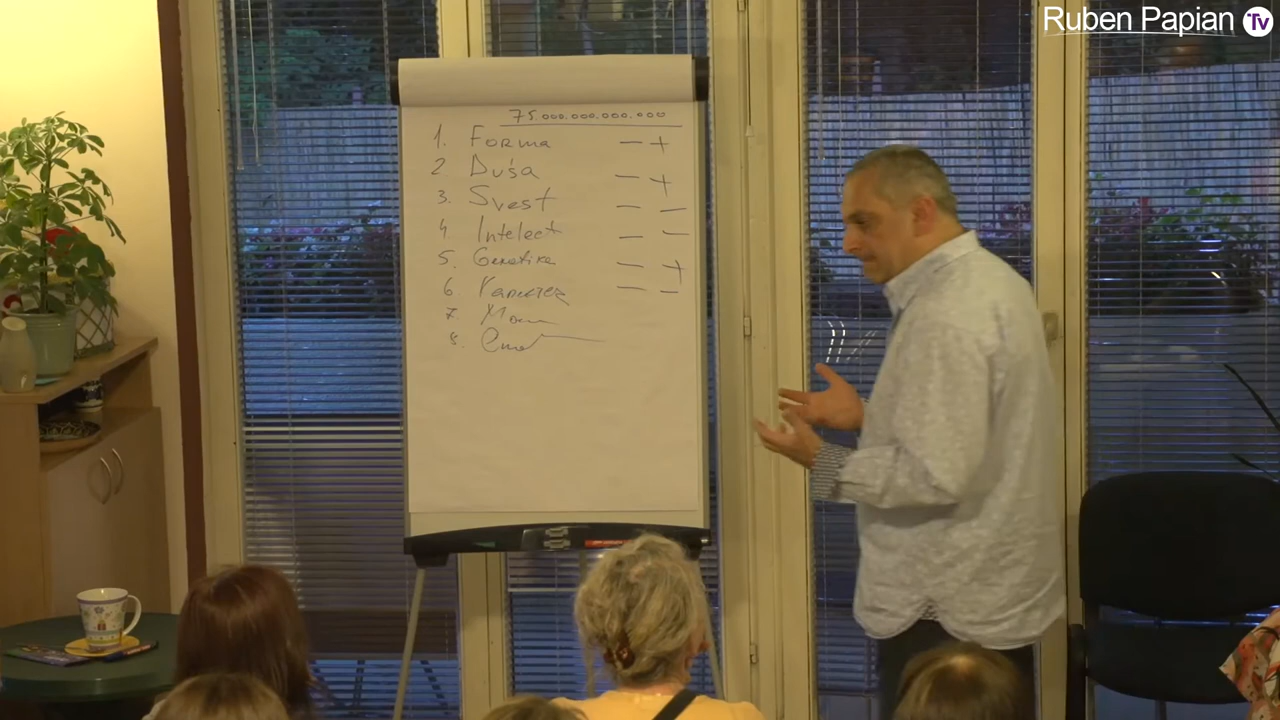 Ruben Papian Tv
75.000.000.000.000
1. Forma — +
2 Duša — +
3. Svest — —
4. Intelect — —
5. Genetika — +
6. — —
7.
8.